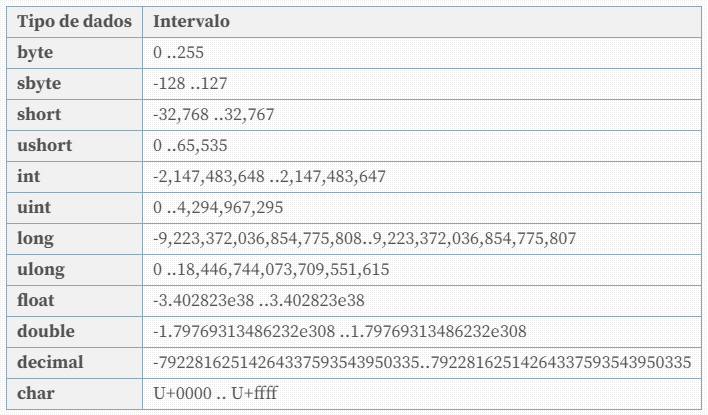 Tipo de dados Intervalo
byte 0 ..255
sbyte -128 ..127
short -32,768 ..32,767
ushort 0 ..65,535
int -2,147,483,648 ..2,147,483,647
uint 0 ..4,294,967,295
long -9,223,372,036,854,775,808..9,223,372,036,854,775,807
ulong 0 ..18,446,744,073,709,551,615
float -3.402823e38 ..3.402823e38
double -1.79769313486232e308 ..1.79769313486232e308
decimal -79228162514264337593543950335..79228162514264337593543950335
char U+0000 .. U+ffff